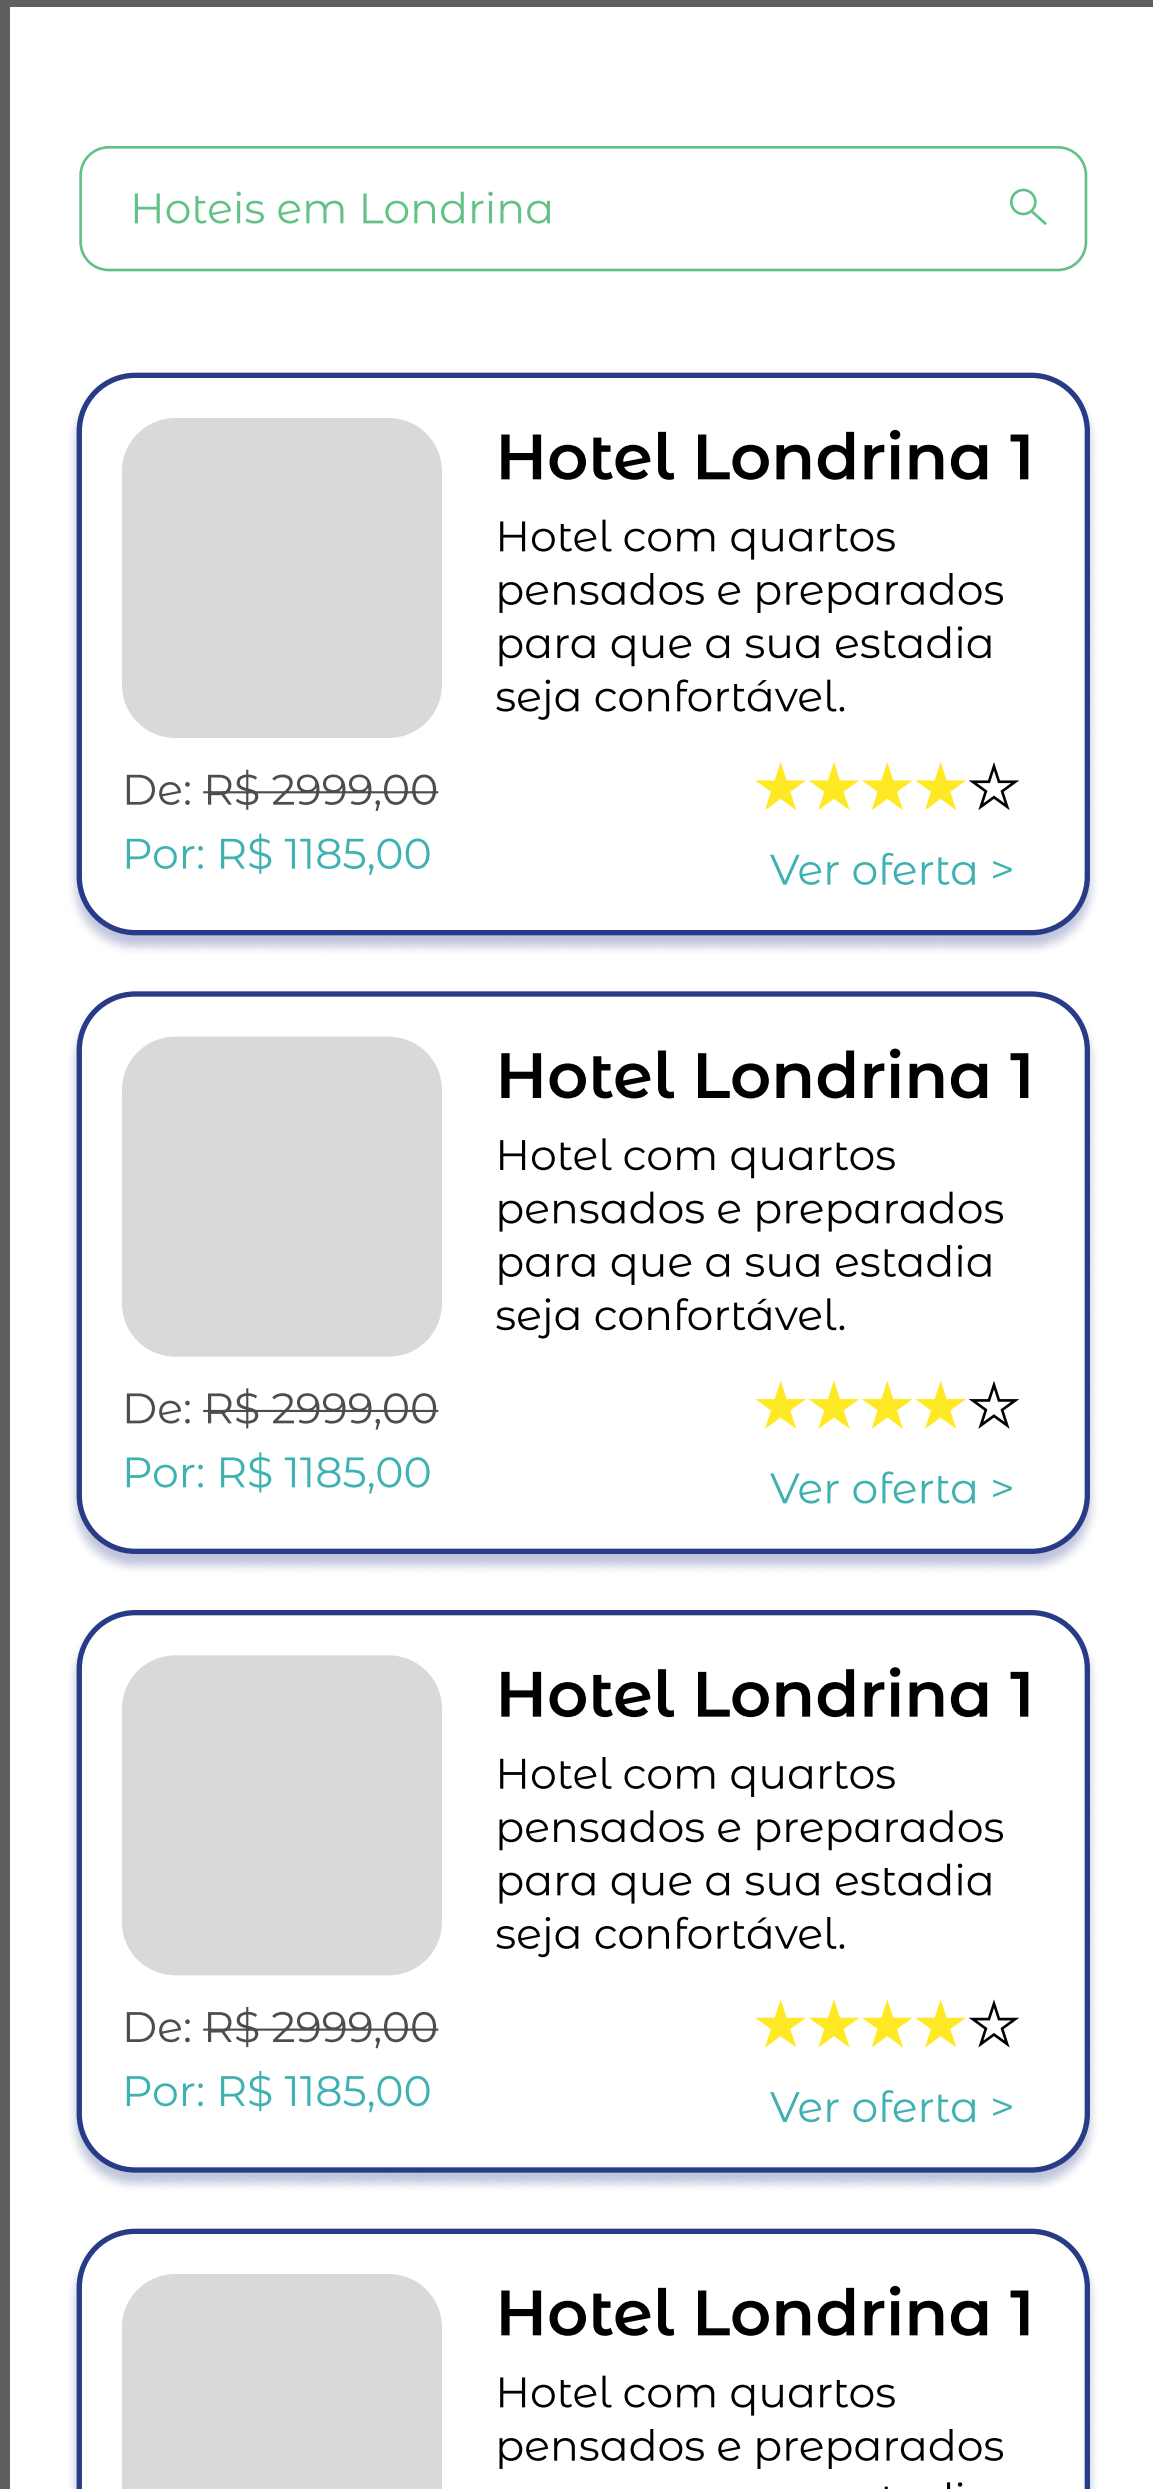 Hoteis em Londrina
Hotel Londrina 1
Hotel com quartos
pensados e preparados
para que a sua estadia
seja confortável.
De: R$ 2999,00
Por: R$ 1185,00
Ver oferta >
Hotel Londrina 1
Hotel com quartos
pensados e preparados
para que a sua estadia
seja confortável.
De: R$ 2999,00
Por: R$ 1185,00
Ver oferta >
Hotel Londrina 1
Hotel com quartos
pensados e preparados
para que a sua estadia
seja confortável.
De: R$ 2999,00
Por: R$ 1185,00
Ver oferta >
Hotel Londrina 1
Hotel com quartos
pensados e preparados